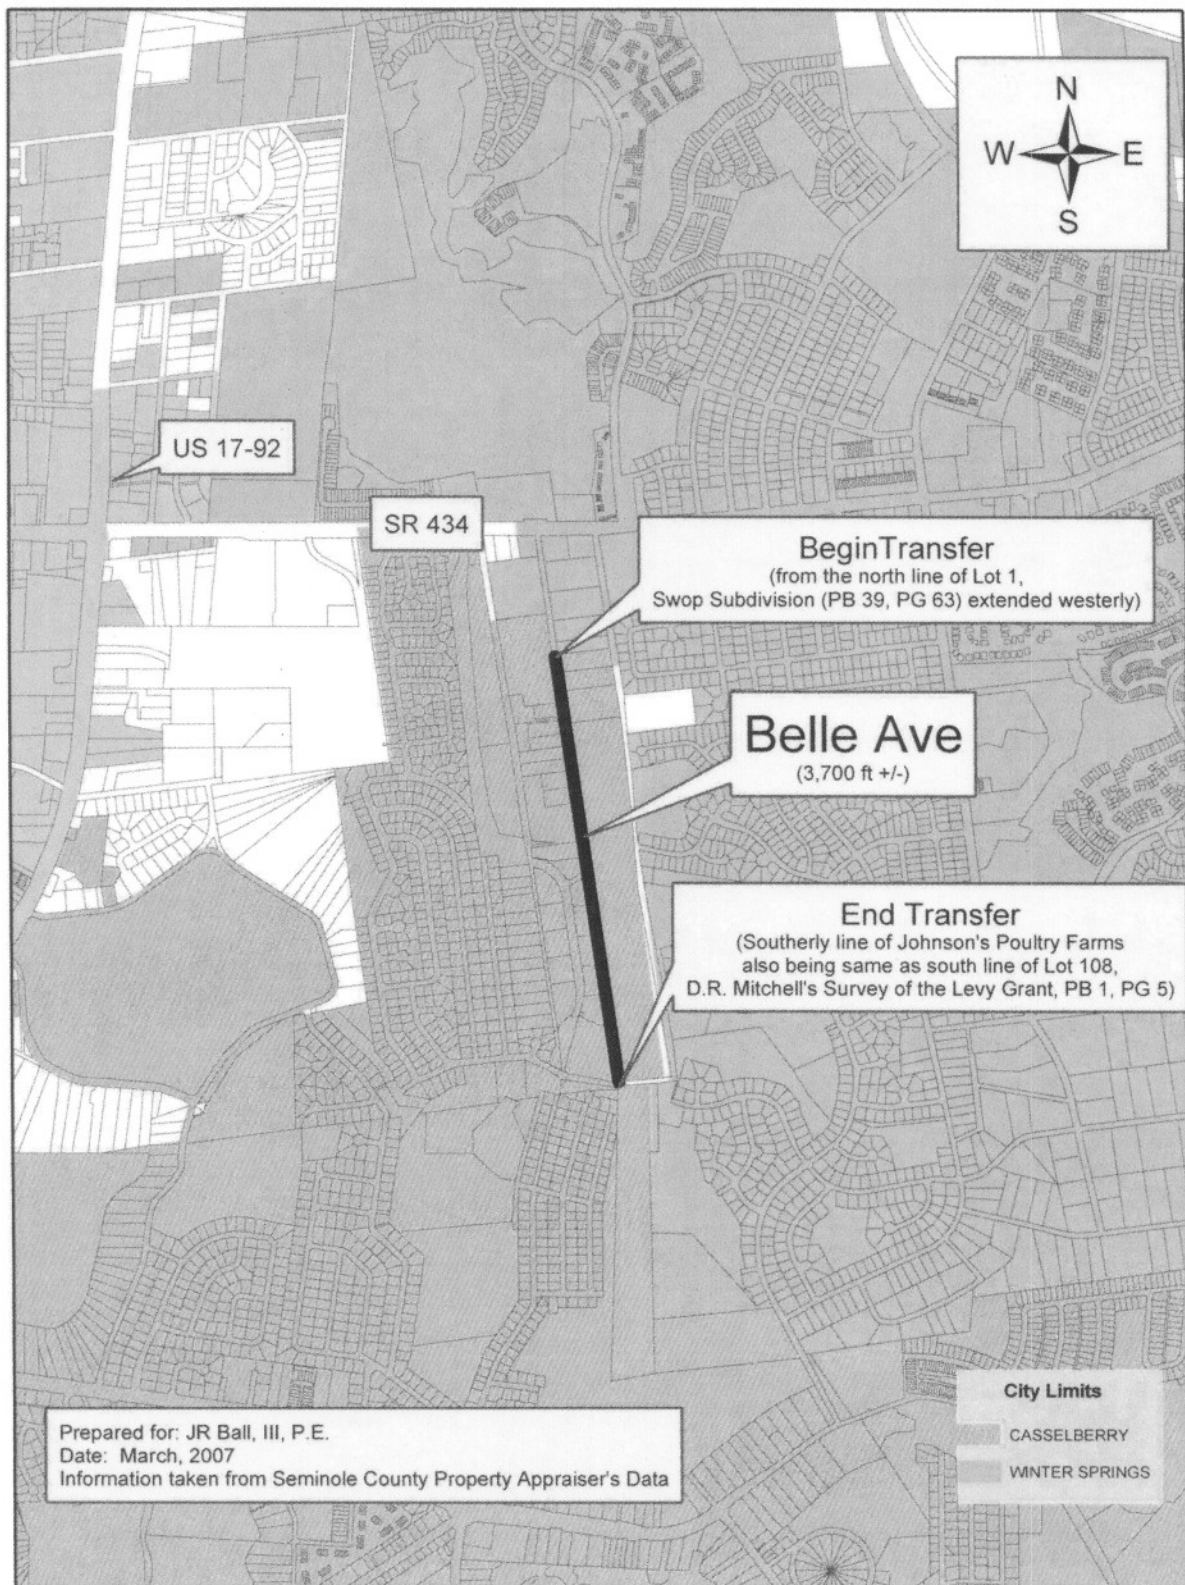 N
W E
S
US 17-92
SR 434
BeginTransfer
(from the north line of Lot 1,
Swop Subdivision (PB 39, PG 63) extended westerly)
Belle Ave
(3,700 ft +/-)
End Transfer
(Southerly line of Johnson's Poultry Farms
also being same as south line of Lot 108,
D.R. Mitchell's Survey of the Levy Grant, PB 1, PG 5)
City Limits
CASSELBERRY
WINTER SPRINGS
Prepared for: JR Ball, III, P.E.
Date: March, 2007
Information taken from Seminole County Property Appraiser's Data